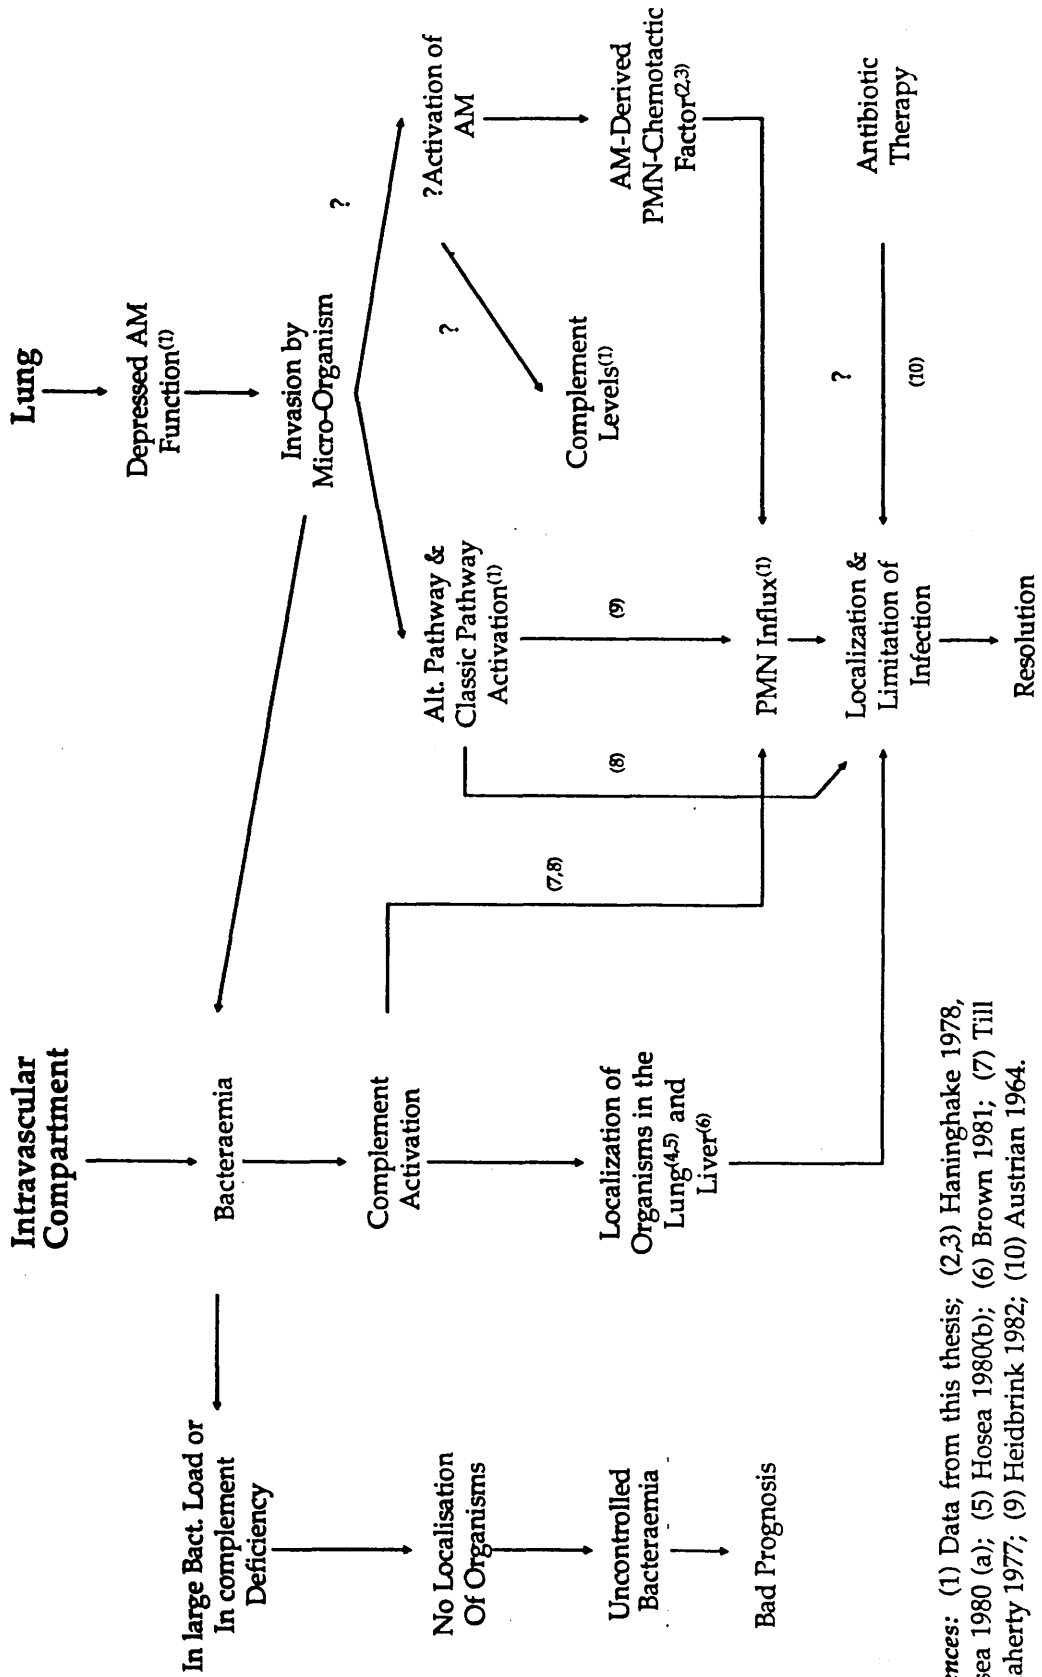 Intravascular
Compartment
Lung
Depressed AM
Function(1)
Invasion by
Micro-Organism
?
In large Bact. Load or
In complement
Deficiency
Bacteraemia
Complement
Activation
Alt. Pathway &
Classic Pathway
Activation(1)
?Activation of
AM
?
(7,8)
(8)
(9)
Complement
Levels(1)
AM-Derived
PMN-Chemotactic
Factor(2,3)
No Localisation
Of Organisms
Localization of
Organisms in the
Lung(4,5) and
Liver(6)
Uncontrolled
Bacteraemia
Bad Prognosis
PMN Influx(1)
Localization &
Limitation of
Infection
?
(10)
Antibiotic
Therapy
Resolution
nces: (1) Data from this thesis; (2,3) Haninghake 1978,
sea 1980 (a); (5) Hosea 1980(b); (6) Brown 1981; (7) Till
aherty 1977; (9) Heidbrink 1982; (10) Austrian 1964.